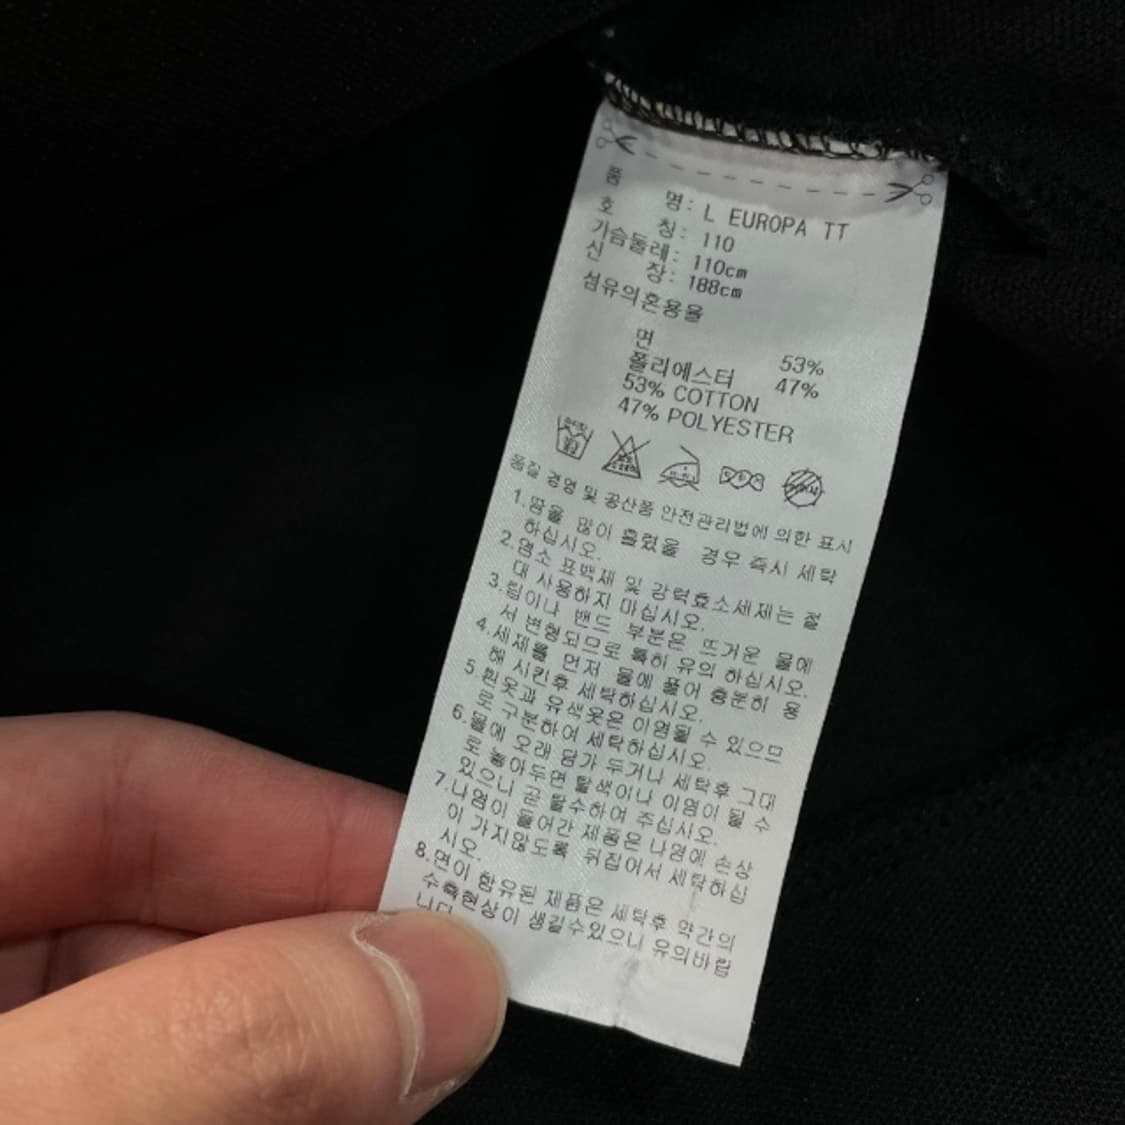 품 명: L EUROPA TT
호 칭: 110
가슴둘레: 110cm
신 장: 188cm
섬유의혼용율
면 53%
폴리에스터 47%
53% COTTON
47% POLYESTER
품질 경영 및 공산품 안전관리법에 의한 표시
1.땀을 많이 흘렸을 경우 즉시 세탁
하십시오.
2.염소 표백제 및 강력효소세제는 절
대 사용하지 마십시오.
3.립이나 밴드 부분은 뜨거운 물에
서 변형되므로 특히 유의 하십시오.
4.세제를 먼저 물에 풀어 충분히 용
해 시킨후 세탁하십시오.
5.흰옷과 유색옷은 이염될 수 있으므
로 구분하여 세탁하십시오.
6.물에 오래 담가 두거나 세탁후 그대
로 놓아두면 탈색이나 이염이 될 수
있으니 곧 탈수하여 주십시오.
7.나염이 들어간 제품은 나염에 손상
이 가지않도록 뒤집어서 세탁하십
시오.
8.면이 함유된 제품은 세탁후 약간의
수축현상이 생길수있으니 유의바랍
니다.